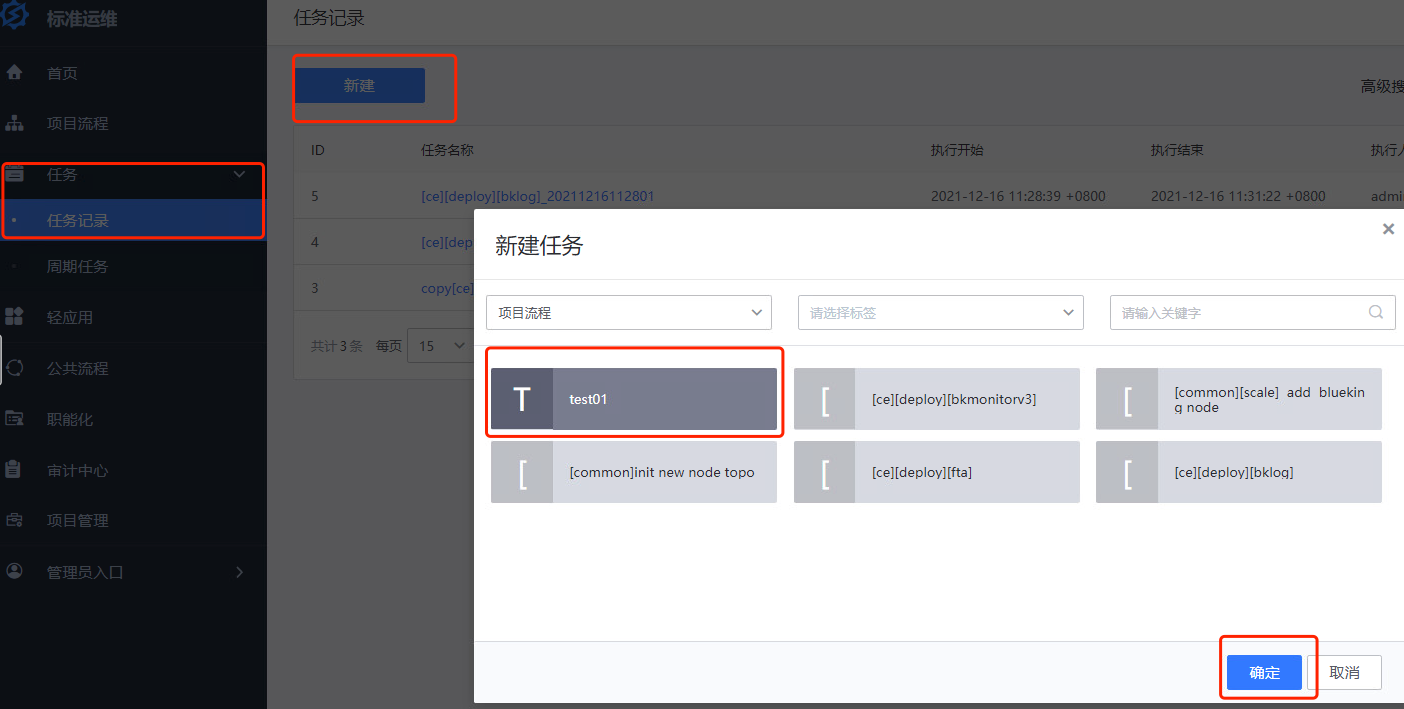 标准运维
首页
项目流程
任务
任务记录
周期任务
轻应用
公共流程
职能化
审计中心
项目管理
管理员入口
任务记录
新建
高级搜
ID 任务名称 执行开始 执行结束 执行人
5 [ce][deploy][bklog]_20211216112801 2021-12-16 11:28:39 +0800 2021-12-16 11:31:22 +0800 admi
4 [ce][dep
3 copy[ce]
共计3条 每页 15
新建任务
项目流程 请选择标签 请输入关键字
T test01
[ [ce][deploy][bkmonitorv3]
[ [common][scale] add bluekin
g node
[ [common]init new node topo
[ [ce][deploy][fta]
[ [ce][deploy][bklog]
确定 取消